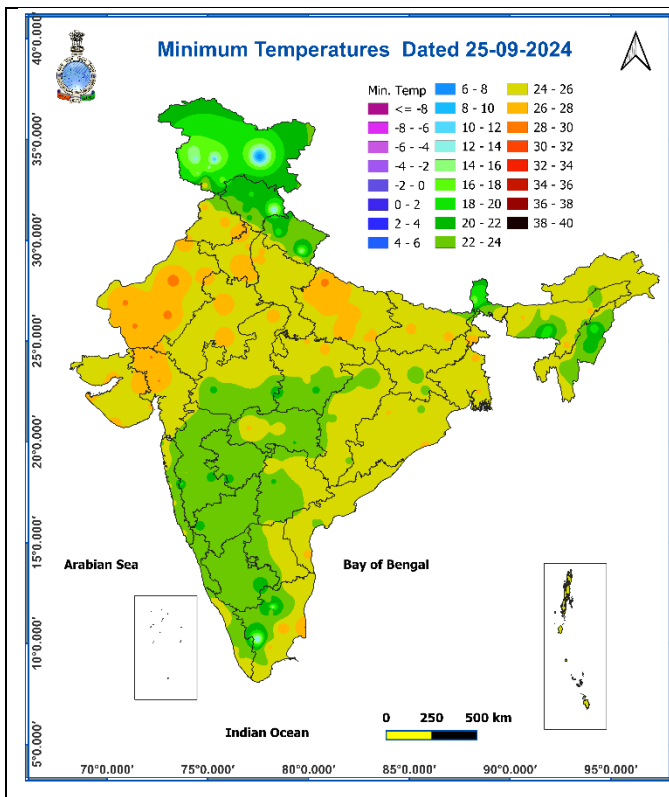 Minimum Temperatures Dated 25-09-2024
Min. Temp
<= -8
-8 - -6
-6 - -4
-4 - -2
-2 - 0
0 - 2
2 - 4
4 - 6
6 - 8
8 - 10
10 - 12
12 - 14
14 - 16
16 - 18
18 - 20
20 - 22
22 - 24
24 - 26
26 - 28
28 - 30
30 - 32
32 - 34
34 - 36
36 - 38
38 - 40
40°0.000'
35°0.000'
30°0.000'
25°0.000'
20°0.000'
15°0.000'
10°0.000'
5°0.000'
Arabian Sea
Bay of Bengal
Indian Ocean
0 250 500 km
70°0.000' 75°0.000' 80°0.000' 85°0.000' 90°0.000' 95°0.000'